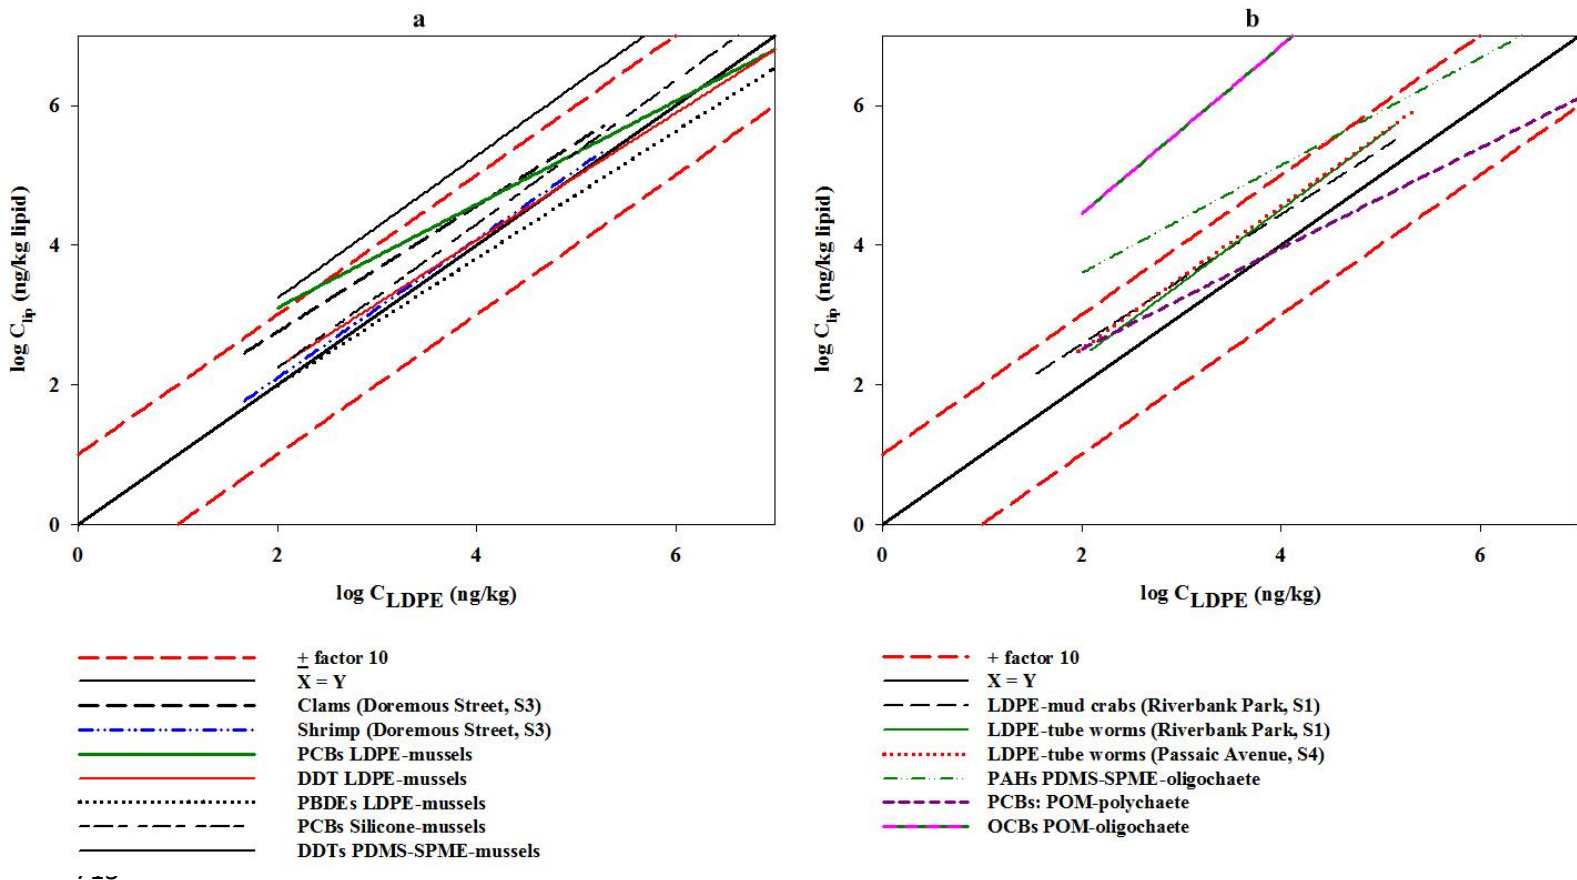 a
6
4
2
0
0 2 4 6
log C lip (ng/kg lipid)
log C LDPE (ng/kg)
± factor 10
X = Y
Clams (Doremous Street, S3)
Shrimp (Doremous Street, S3)
PCBs LDPE-mussels
DDT LDPE-mussels
PBDEs LDPE-mussels
PCBs Silicone-mussels
DDTs PDMS-SPME-mussels
b
6
4
2
0
0 2 4 6
log C lip (ng/kg lipid)
log C LDPE (ng/kg)
+ factor 10
X = Y
LDPE-mud crabs (Riverbank Park, S1)
LDPE-tube worms (Riverbank Park, S1)
LDPE-tube worms (Passaic Avenue, S4)
PAHs PDMS-SPME-oligochaete
PCBs: POM-polychaete
OCBs POM-oligochaete